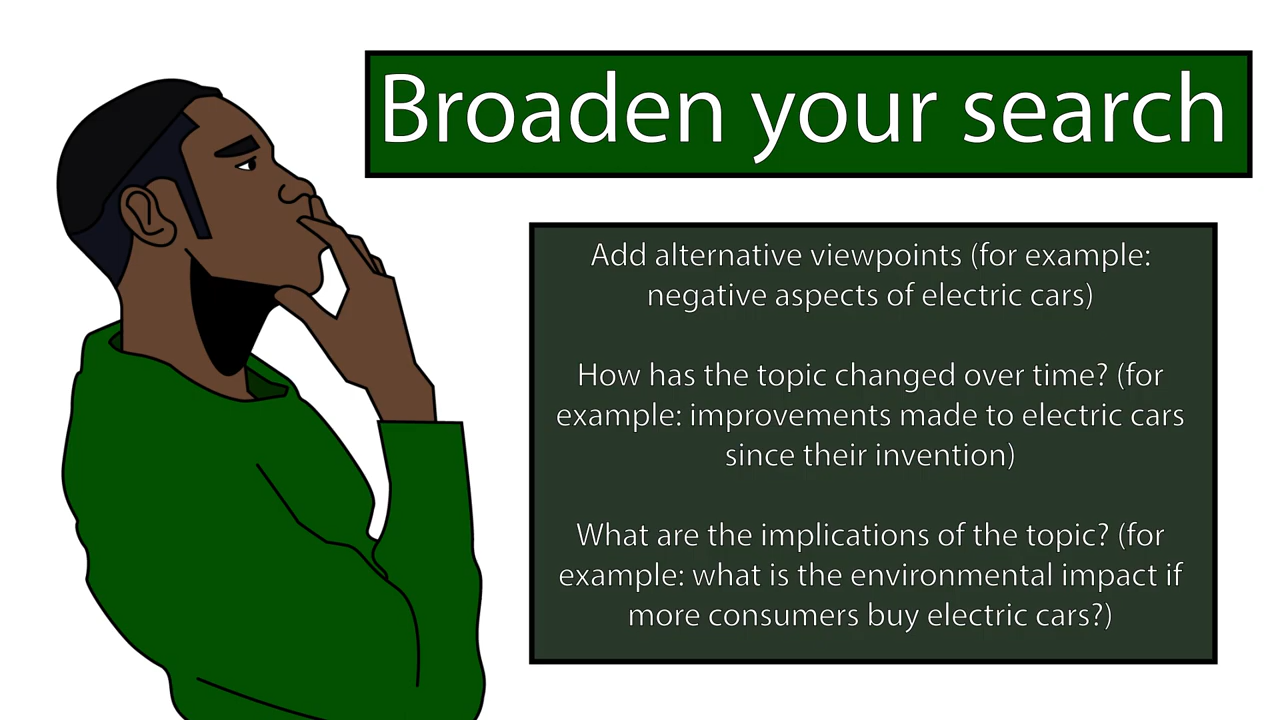 Broaden your search
Add alternative viewpoints (for example:
negative aspects of electric cars)
How has the topic changed over time? (for
example: improvements made to electric cars
since their invention)
What are the implications of the topic? (for
example: what is the environmental impact if
more consumers buy electric cars?)